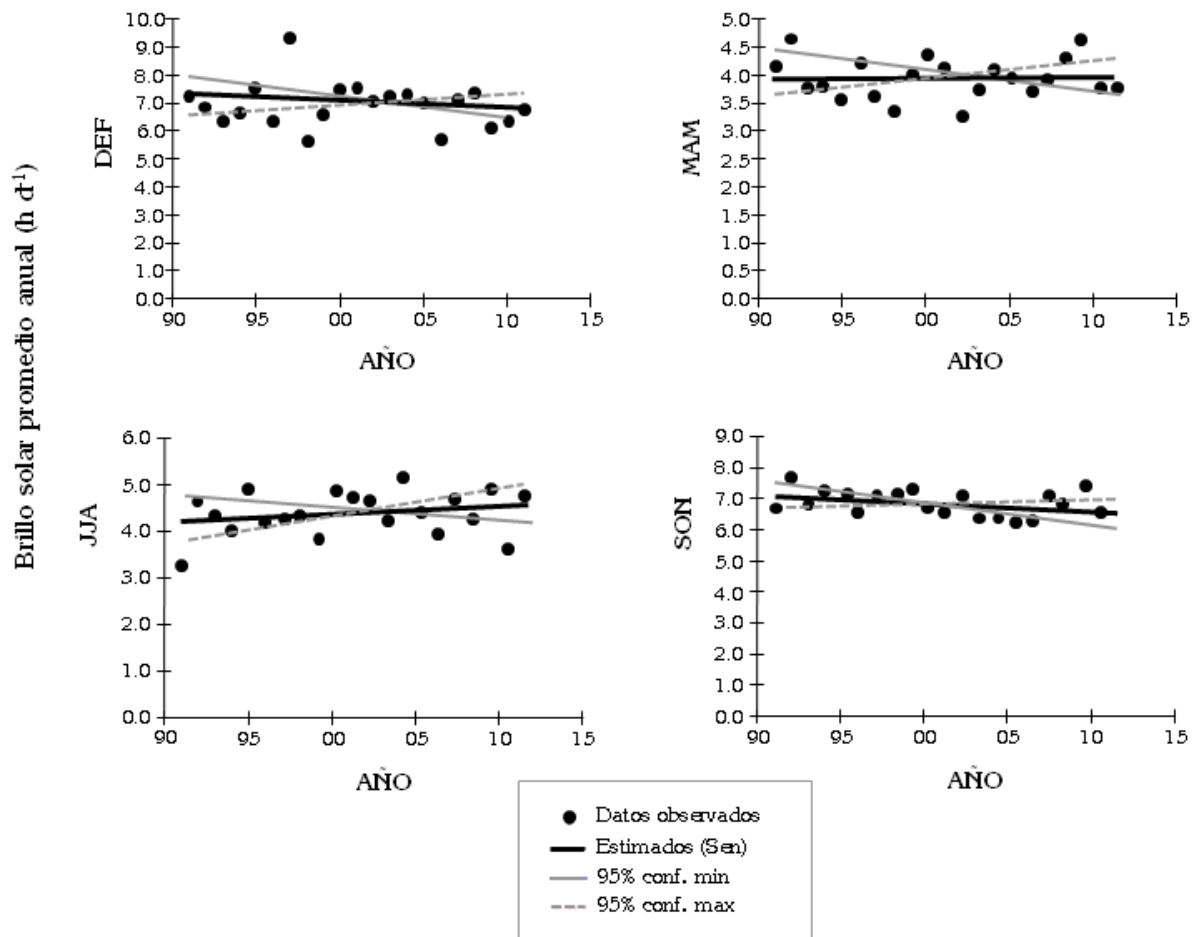 Brillo solar promedio anual (h d-1)
DEF
10.0
9.0
8.0
7.0
6.0
5.0
4.0
3.0
2.0
1.0
0.0
90 95 00 05 10 15
AÑO
MAM
5.0
4.5
4.0
3.5
3.0
2.5
2.0
1.5
1.0
0.5
0.0
90 95 00 05 10 15
AÑO
JJA
6.0
5.0
4.0
3.0
2.0
1.0
0.0
90 95 00 05 10 15
AÑO
SON
9.0
8.0
7.0
6.0
5.0
4.0
3.0
2.0
1.0
0.0
90 95 00 05 10 15
AÑO
Datos observados
Estimados (Sen)
95% conf. min
95% conf. max